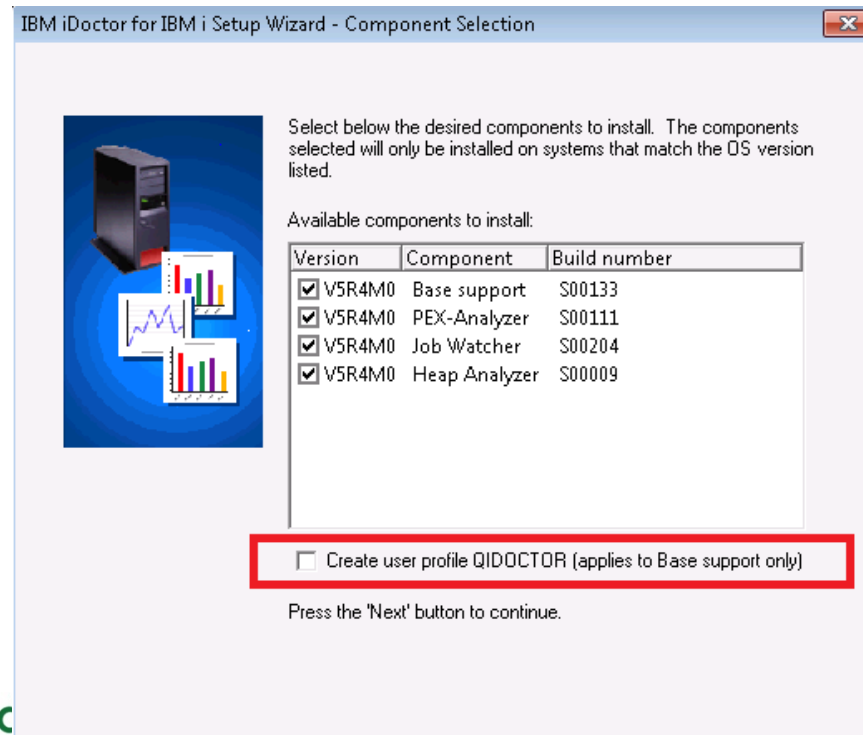 IBM iDoctor for IBM i Setup Wizard - Component Selection
Select below the desired components to install. The components
selected will only be installed on systems that match the OS version
listed.
Available components to install:
Version Component Build number
V5R4M0 Base support S00133
V5R4M0 PEX-Analyzer S00111
V5R4M0 Job Watcher S00204
V5R4M0 Heap Analyzer S00009
Create user profile QIDOCTOR (applies to Base support only)
Press the 'Next' button to continue.